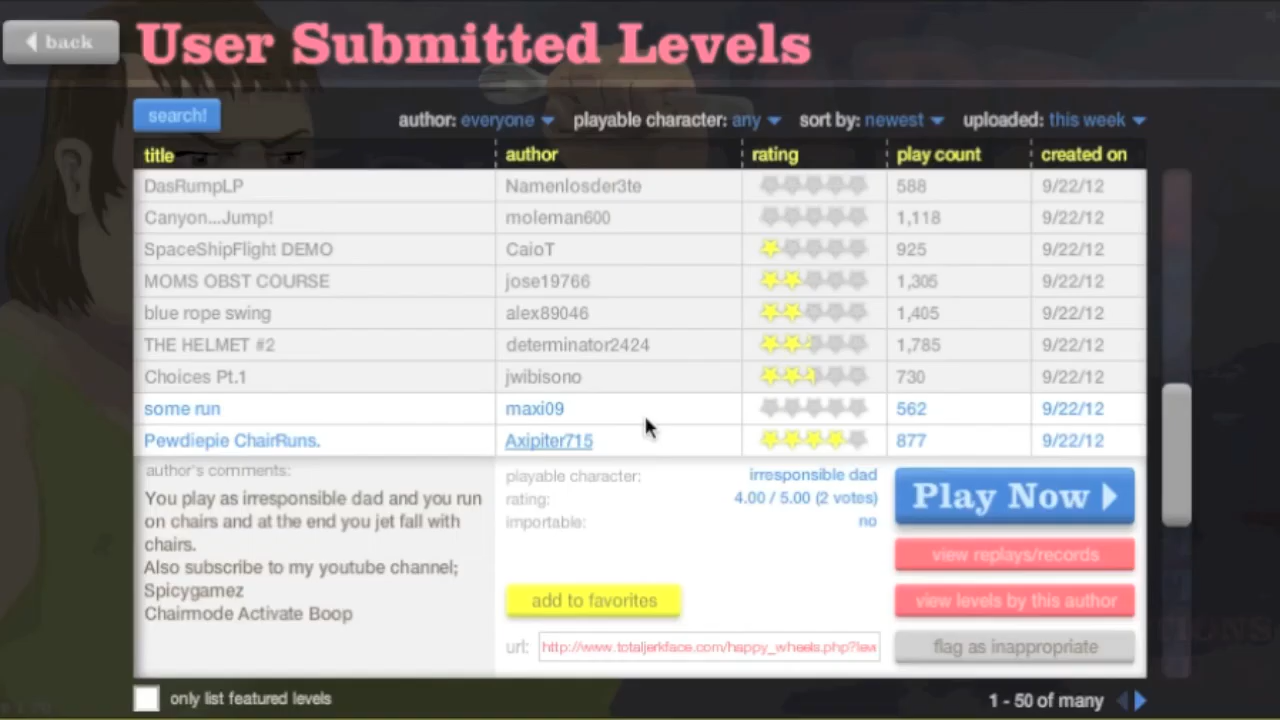 back
User Submitted Levels
search!
author: everyone playable character: any sort by: newest uploaded: this week
title author rating play count created on
DasRumpLP Namenlosder3te 588 9/22/12
Canyon...Jump! moleman600 1,118 9/22/12
SpaceShipFlight DEMO CaioT 925 9/22/12
MOMS OBST COURSE jose19766 1,305 9/22/12
blue rope swing alex89046 1,405 9/22/12
THE HELMET #2 determinator2424 1,785 9/22/12
Choices Pt.1 jwibisono 730 9/22/12
some run maxi09 562 9/22/12
Pewdiepie ChairRuns. Axipiter715 877 9/22/12
author's comments:
You play as irresponsible dad and you run
on chairs and at the end you jet fall with
chairs.
Also subscribe to my youtube channel;
Spicygamez
Chairmode Activate Boop
playable character: irresponsible dad
rating: 4.00 / 5.00 (2 votes)
importable: no
add to favorites
url: http://www.totaljerkface.com/happy_wheels.php?lev
Play Now
view replays/records
view levels by this author
flag as inappropriate
only list featured levels
1 - 50 of many